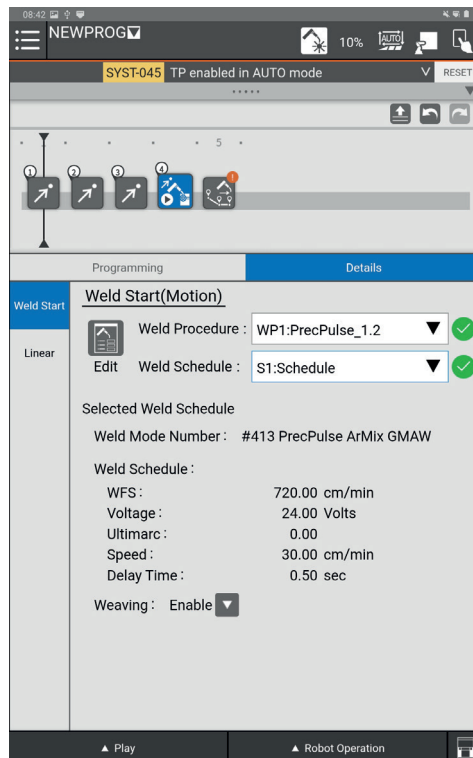 08:42
NEWPROG
10%
AUTO
SYST-045 TP enabled in AUTO mode
RESET
5
1 2 3 4
!
Programming Details
Weld Start
Linear
Weld Start(Motion)
Weld Procedure : WP1:PrecPulse_1.2
Edit Weld Schedule : S1:Schedule
Selected Weld Schedule
Weld Mode Number : #413 PrecPulse ArMix GMAW
Weld Schedule :
WFS : 720.00 cm/min
Voltage : 24.00 Volts
Ultimarc : 0.00
Speed : 30.00 cm/min
Delay Time : 0.50 sec
Weaving : Enable
▲ Play ▲ Robot Operation